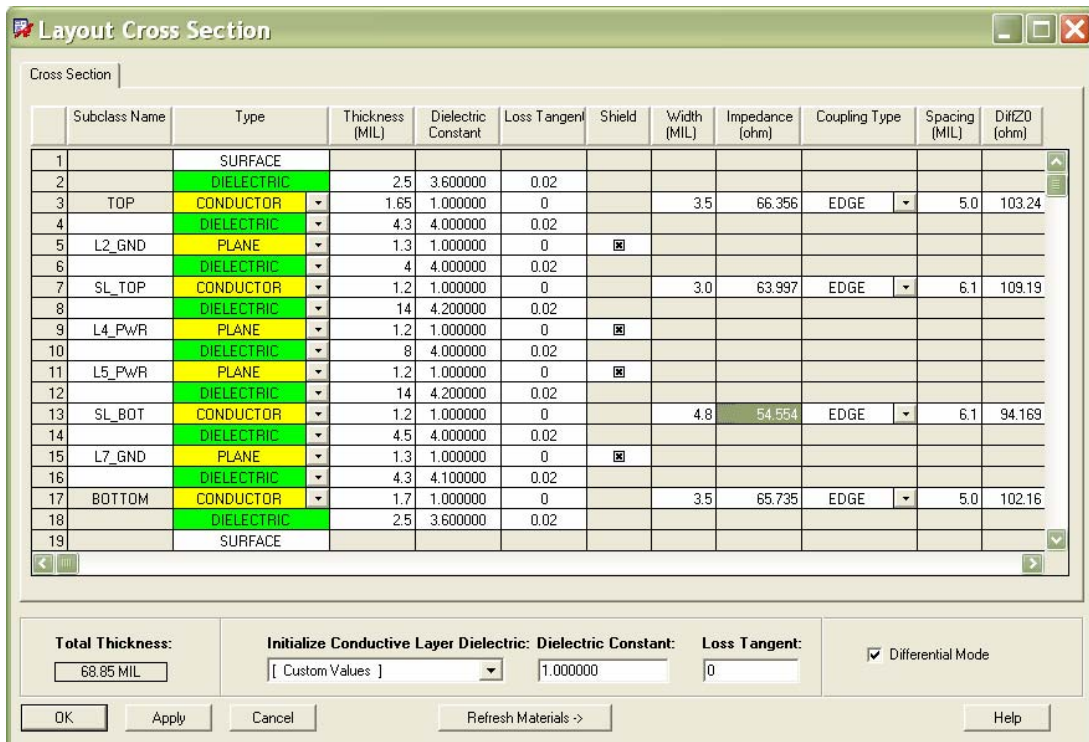 Layout Cross Section
Cross Section
Subclass Name Type Thickness (MIL) Dielectric Constant Loss Tangent Shield Width (MIL) Impedance (ohm) Coupling Type Spacing (MIL) DiffZ0 (ohm)
1 SURFACE
2 DIELECTRIC 2.5 3.600000 0.02
3 TOP CONDUCTOR 1.65 1.000000 0 3.5 66.356 EDGE 5.0 103.24
4 DIELECTRIC 4.3 4.000000 0.02
5 L2_GND PLANE 1.3 1.000000 0
6 DIELECTRIC 4 4.000000 0.02
7 SL_TOP CONDUCTOR 1.2 1.000000 0 3.0 63.997 EDGE 6.1 109.19
8 DIELECTRIC 14 4.200000 0.02
9 L4_PWR PLANE 1.2 1.000000 0
10 DIELECTRIC 8 4.000000 0.02
11 L5_PWR PLANE 1.2 1.000000 0
12 DIELECTRIC 14 4.200000 0.02
13 SL_BOT CONDUCTOR 1.2 1.000000 0 4.8 54.554 EDGE 6.1 94.169
14 DIELECTRIC 4.5 4.000000 0.02
15 L7_GND PLANE 1.3 1.000000 0
16 DIELECTRIC 4.3 4.100000 0.02
17 BOTTOM CONDUCTOR 1.7 1.000000 0 3.5 65.735 EDGE 5.0 102.16
18 DIELECTRIC 2.5 3.600000 0.02
19 SURFACE
Total Thickness: Initialize Conductive Layer Dielectric: Dielectric Constant: Loss Tangent:
68.85 MIL [ Custom Values ] 1.000000 0 Differential Mode
OK Apply Cancel Refresh Materials -> Help